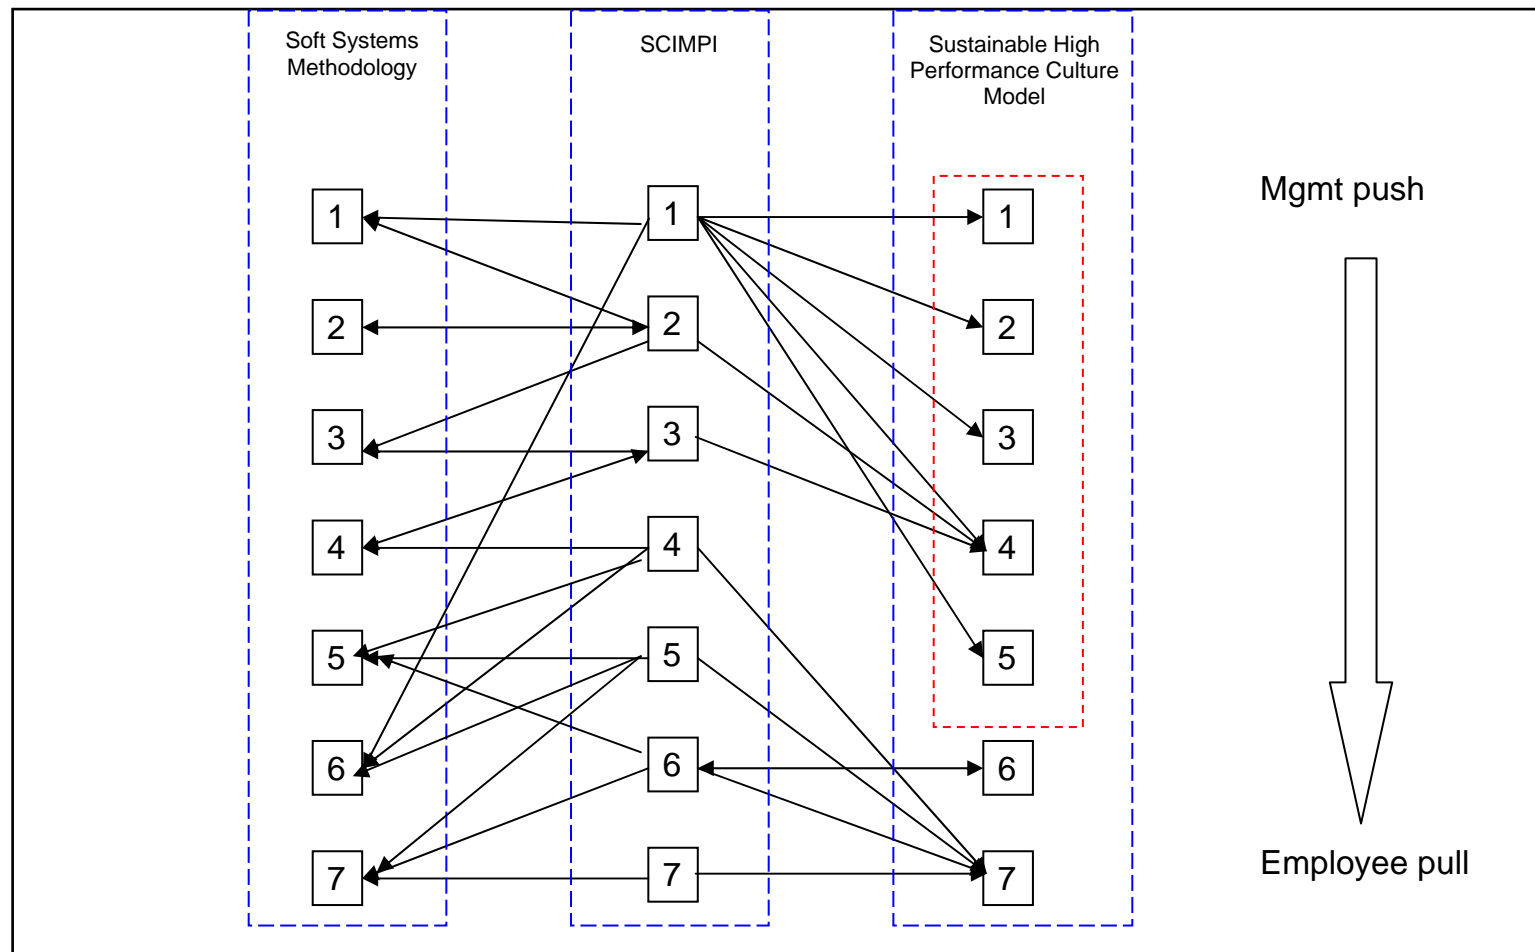 Soft Systems
Methodology
SCIMPI
Sustainable High
Performance Culture
Model
Mgmt push
1
1
1
2
2
2
3
3
3
4
4
4
5
5
5
6
6
6
7
7
7
Employee pull